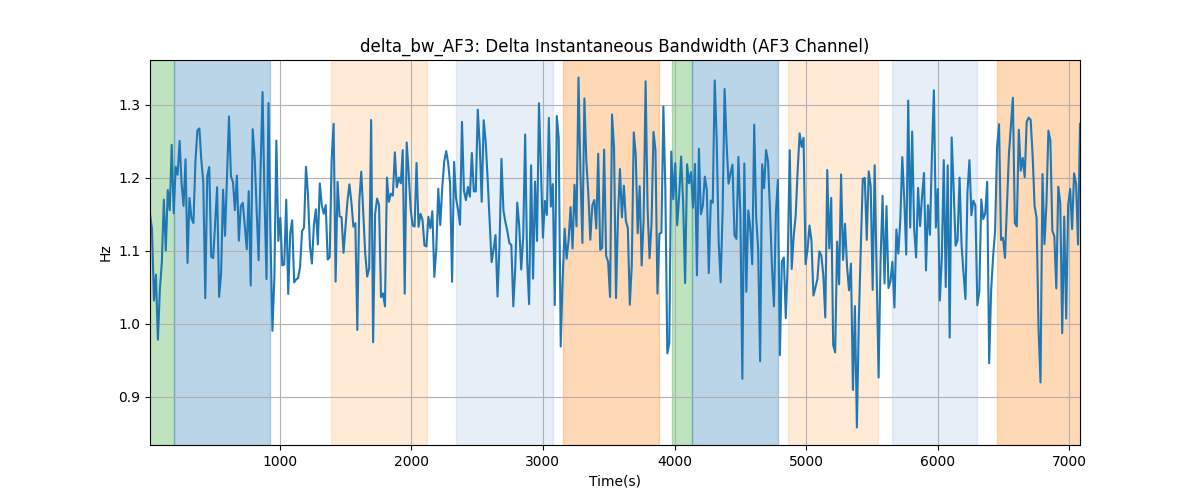 delta_bw_AF3: Delta Instantaneous Bandwidth (AF3 Channel)
Hz
1.3
1.2
1.1
1.0
0.9
1000 2000 3000 4000 5000 6000 7000
Time(s)